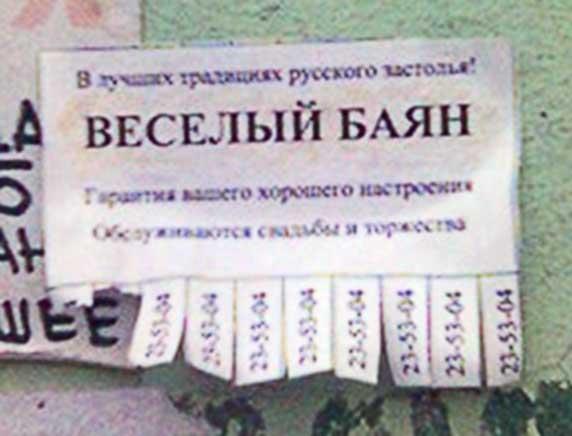 В лучших традициях русского застолья!
ВЕСЕЛЫЙ БАЯН
Гарантия вашего хорошего настроения
Обслуживаются свадьбы и торжества
23-53-04
23-53-04
23-53-04
23-53-04
23-53-04
23-53-04
23-53-04
23-53-04